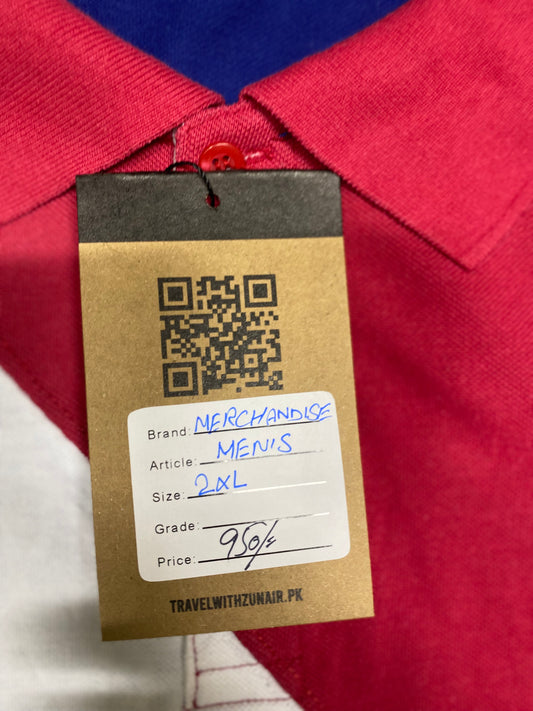 Brand: MERCHANDISE
Article: MEN'S
Size: 2XL
Grade:
Price: 950/=
TRAVELWITHZUNAIR.PK